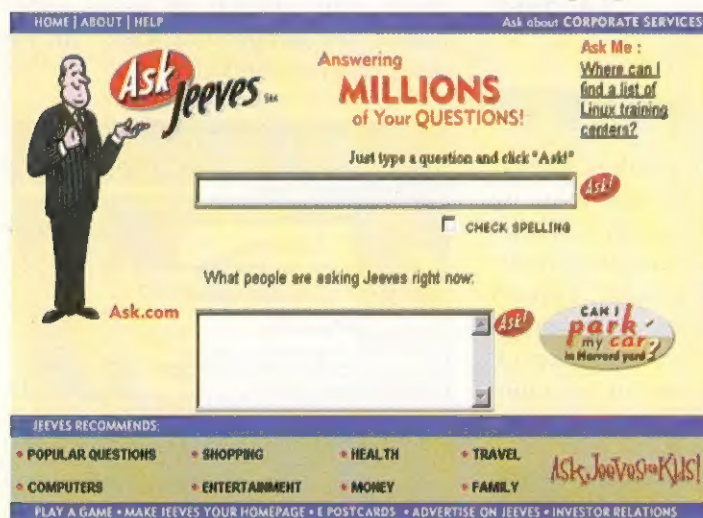 HOME | ABOUT | HELP
Ask about CORPORATE SERVICES
Ask Jeeves SM
Answering
MILLIONS
of Your QUESTIONS!
Ask Me :
Where can I
find a list of
Linux training
centers?
Just type a question and click "Ask!"
Ask!
CHECK SPELLING
What people are asking Jeeves right now:
Ask.com
Ask!
CAN I
park
my car
in Harvard yard?
JEEVES RECOMMENDS:
• POPULAR QUESTIONS • SHOPPING • HEALTH • TRAVEL
• COMPUTERS • ENTERTAINMENT • MONEY • FAMILY
Ask Jeeves for KiDS!
PLAY A GAME • MAKE JEEVES YOUR HOMEPAGE • E POSTCARDS • ADVERTISE ON JEEVES • INVESTOR RELATIONS